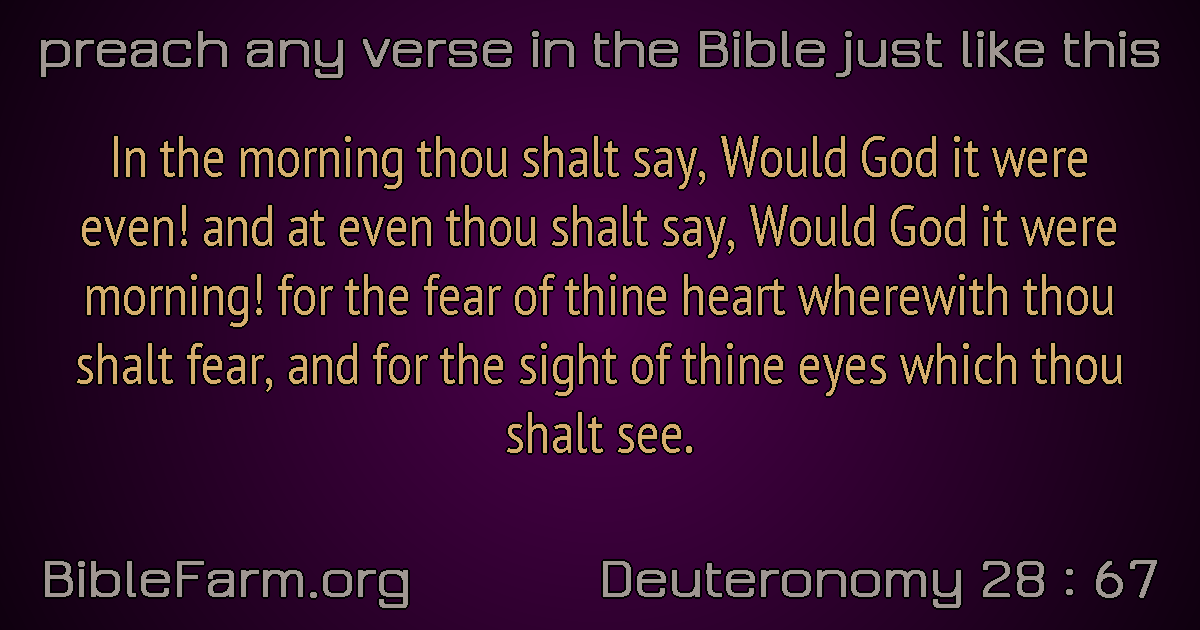 preach any verse in the Bible just like this
In the morning thou shalt say, Would God it were
even! and at even thou shalt say, Would God it were
morning! for the fear of thine heart wherewith thou
shalt fear, and for the sight of thine eyes which thou
shalt see.
BibleFarm.org
Deuteronomy 28 : 67